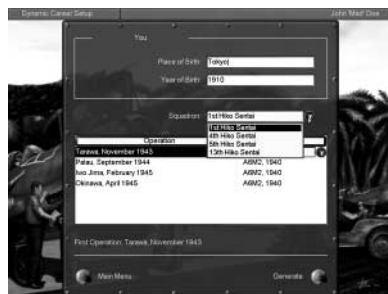 Dynamic Career Setup
John 'Mad' Doe
You
Place of Birth Tokyo
Year of Birth 1910
Squadron 1st Hiko Sentai
1st Hiko Sentai
4th Hiko Sentai
5th Hiko Sentai
13th Hiko Sentai
Operation
Tarawa, November 1943
Palau, September 1944 A6M2, 1940
Iwo Jima, February 1945 A6M2, 1940
Okinawa, April 1945 A6M2, 1940
First Operation: Tarawa, November 1943
Main Menu
Generate